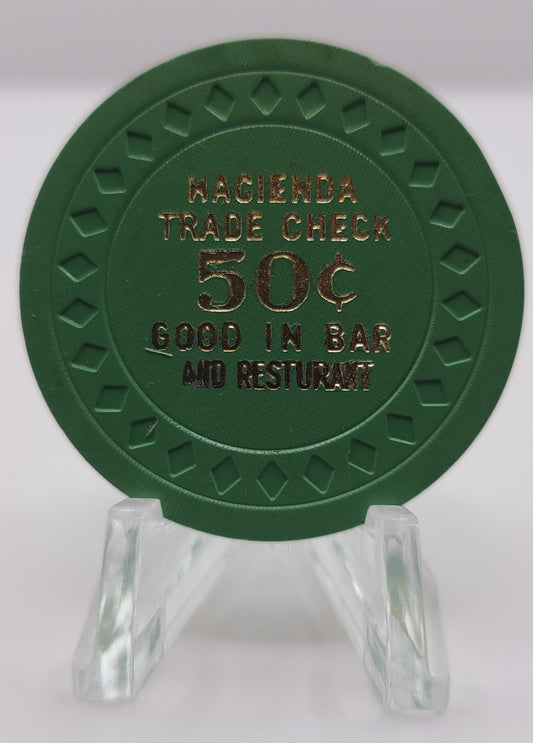 HACIENDA
TRADE CHECK
50¢
GOOD IN BAR
AND RESTURANT